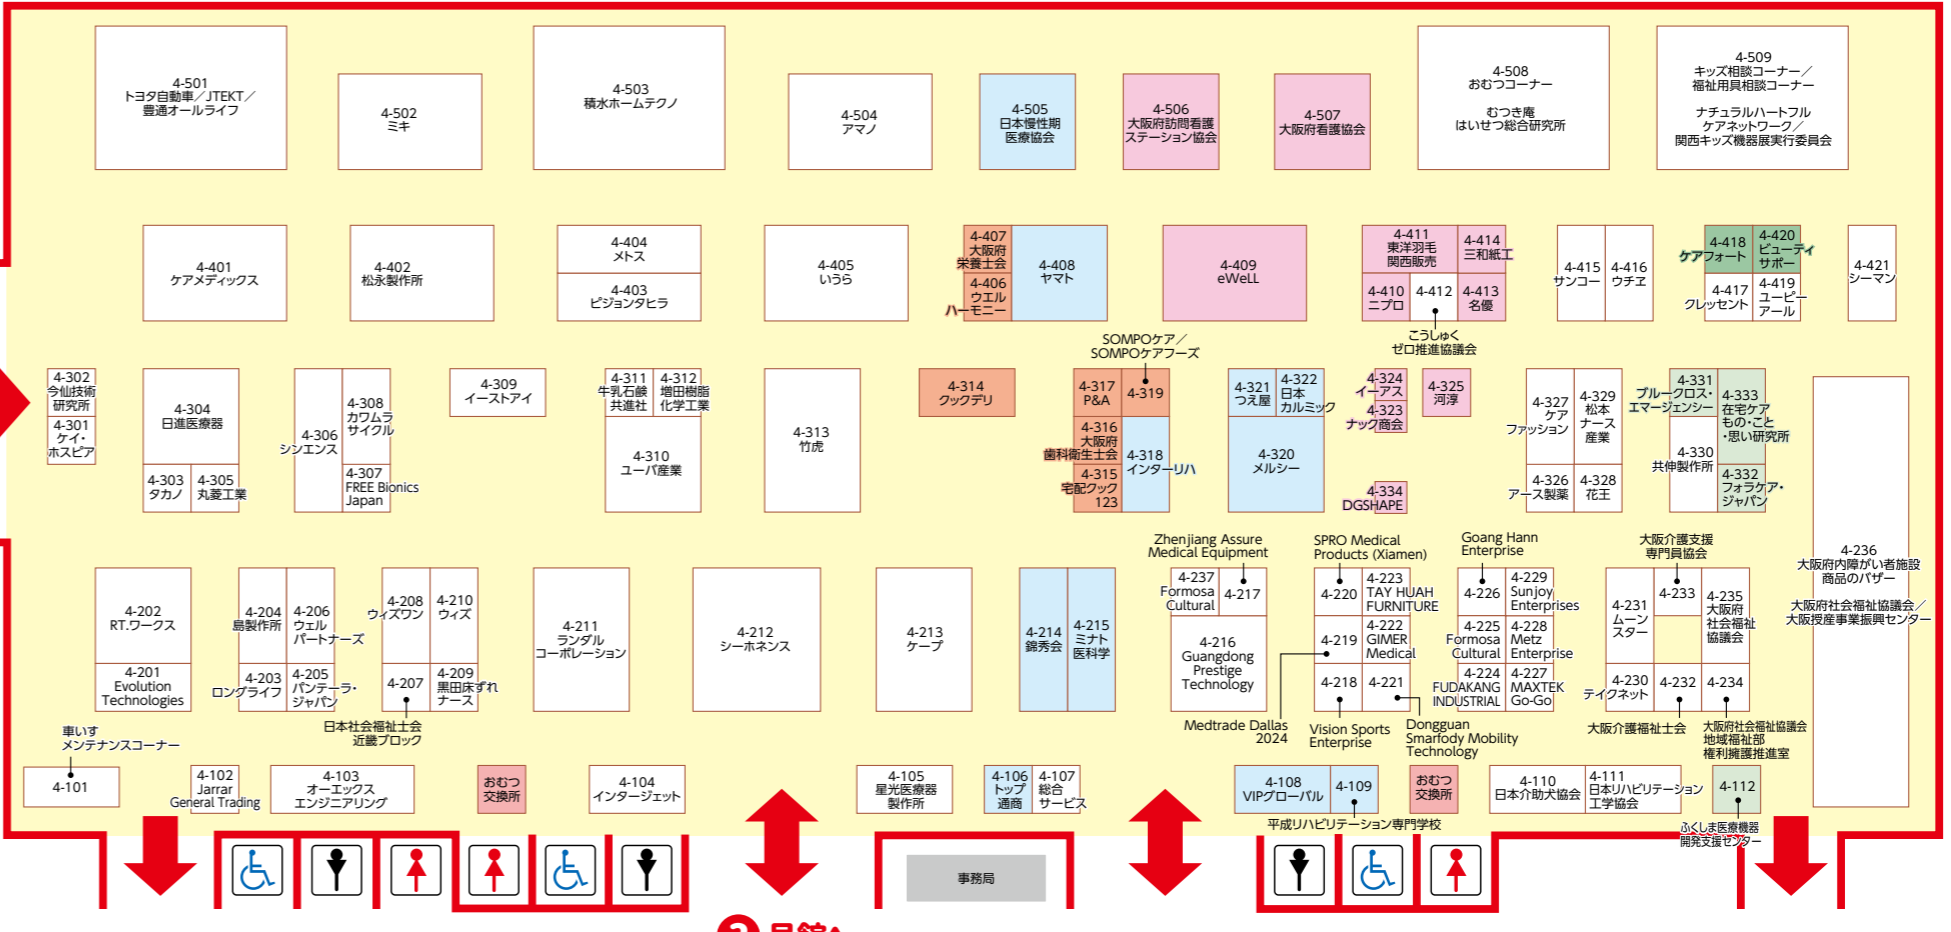 4-501
トヨタ自動車／JTEKT／
豊通オールライフ
4-502
ミキ
4-503
積水ホームテクノ
4-504
アマノ
4-505
日本慢性期
医療協会
4-506
大阪府訪問看護
ステーション協会
4-507
大阪府看護協会
4-508
おむつコーナー
むつき庵
はいせつ総合研究所
4-509
キッズ相談コーナー／
福祉用具相談コーナー
ナチュラルハートフル
ケアネットワーク／
関西キッズ機器展実行委員会
4-401
ケアメディックス
4-402
松永製作所
4-404
メトス
4-403
ピジョンタヒラ
4-405
いうら
4-407
大阪府
栄養士会
4-406
ウエル
ハーモニー
4-408
ヤマト
4-409
eWeLL
4-411
東洋羽毛
関西販売
4-414
三和紙工
4-410
ニプロ
4-412
4-413
名優
こうしゅく
ゼロ推進協議会
4-415
サンコー
4-416
ウチヱ
4-418
ケアフォート
4-420
ビューティ
サポー
4-417
クレッセント
4-419
ユーピー
アール
4-421
シーマン
4-302
今仙技術
研究所
4-301
ケイ・
ホスピア
4-304
日進医療器
4-303
タカノ
4-305
丸菱工業
4-306
シンエンス
4-308
カワムラ
サイクル
4-307
FREE Bionics
Japan
4-309
イーストアイ
4-311
牛乳石鹸
共進社
4-312
増田樹脂
化学工業
4-310
ユーバ産業
4-313
竹虎
4-314
クックデリ
SOMPOケア／
SOMPOケアフーズ
4-317
P&A
4-319
4-316
大阪府
歯科衛生士会
4-315
宅配クック
123
4-318
インターリハ
4-321
つえ屋
4-322
日本
カルミック
4-320
メルシー
4-324
イーアス
4-323
ナック商会
4-325
河淳
4-334
DGSHAPE
4-327
ケア
ファッション
4-329
松本
ナース
産業
4-326
アース製薬
4-328
花王
4-331
ブルークロス・
エマージェンシー
4-333
在宅ケア
もの・こと
・思い研究所
4-330
共伸製作所
4-332
フォラケア・
ジャパン
4-236
大阪府内障がい者施設
商品のバザー
大阪府社会福祉協議会／
大阪授産事業振興センター
4-202
RT.ワークス
4-201
Evolution
Technologies
4-204
島製作所
4-206
ウェル
パートナーズ
4-203
ロングライフ
4-205
パンテーラ・
ジャパン
4-208
ウィズワン
4-210
ウィズ
4-207
4-209
黒田床ずれ
ナース
日本社会福祉士会
近畿ブロック
4-211
ランダル
コーポレーション
4-212
シーホネンス
4-213
ケープ
4-214
錦秀会
4-215
ミナト
医科学
Zhenjiang Assure
Medical Equipment
4-237
Formosa
Cultural
4-217
4-216
Guangdong
Prestige
Technology
SPRO Medical
Products (Xiamen)
4-220
4-223
TAY HUAH
FURNITURE
4-219
4-222
GIMER
Medical
4-218
4-221
Medtrade Dallas
2024
Vision Sports
Enterprise
Dongguan
Smarfody Mobility
Technology
Goang Hann
Enterprise
4-226
4-229
Sunjoy
Enterprises
4-225
Formosa
Cultural
4-228
Metz
Enterprise
4-224
FUDAKANG
INDUSTRIAL
4-227
MAXTEK
Go-Go
大阪介護支援
専門員協会
4-231
ムーン
スター
4-233
4-235
大阪府
社会福祉
協議会
4-230
テイクネット
4-232
4-234
大阪介護福祉士会
大阪府社会福祉協議会
地域福祉部
権利擁護推進室
車いす
メンテナンスコーナー
4-101
4-102
Jarrar
General Trading
4-103
オーエックス
エンジニアリング
おむつ
交換所
4-104
インタージェット
4-105
星光医療器
製作所
4-106
トップ
通商
4-107
総合
サービス
4-108
VIPグローバル
4-109
平成リハビリテーション専門学校
おむつ
交換所
4-110
日本介助犬協会
4-111
日本リハビリテーション
工学協会
4-112
ふくしま医療機器
開発支援センター
事務局